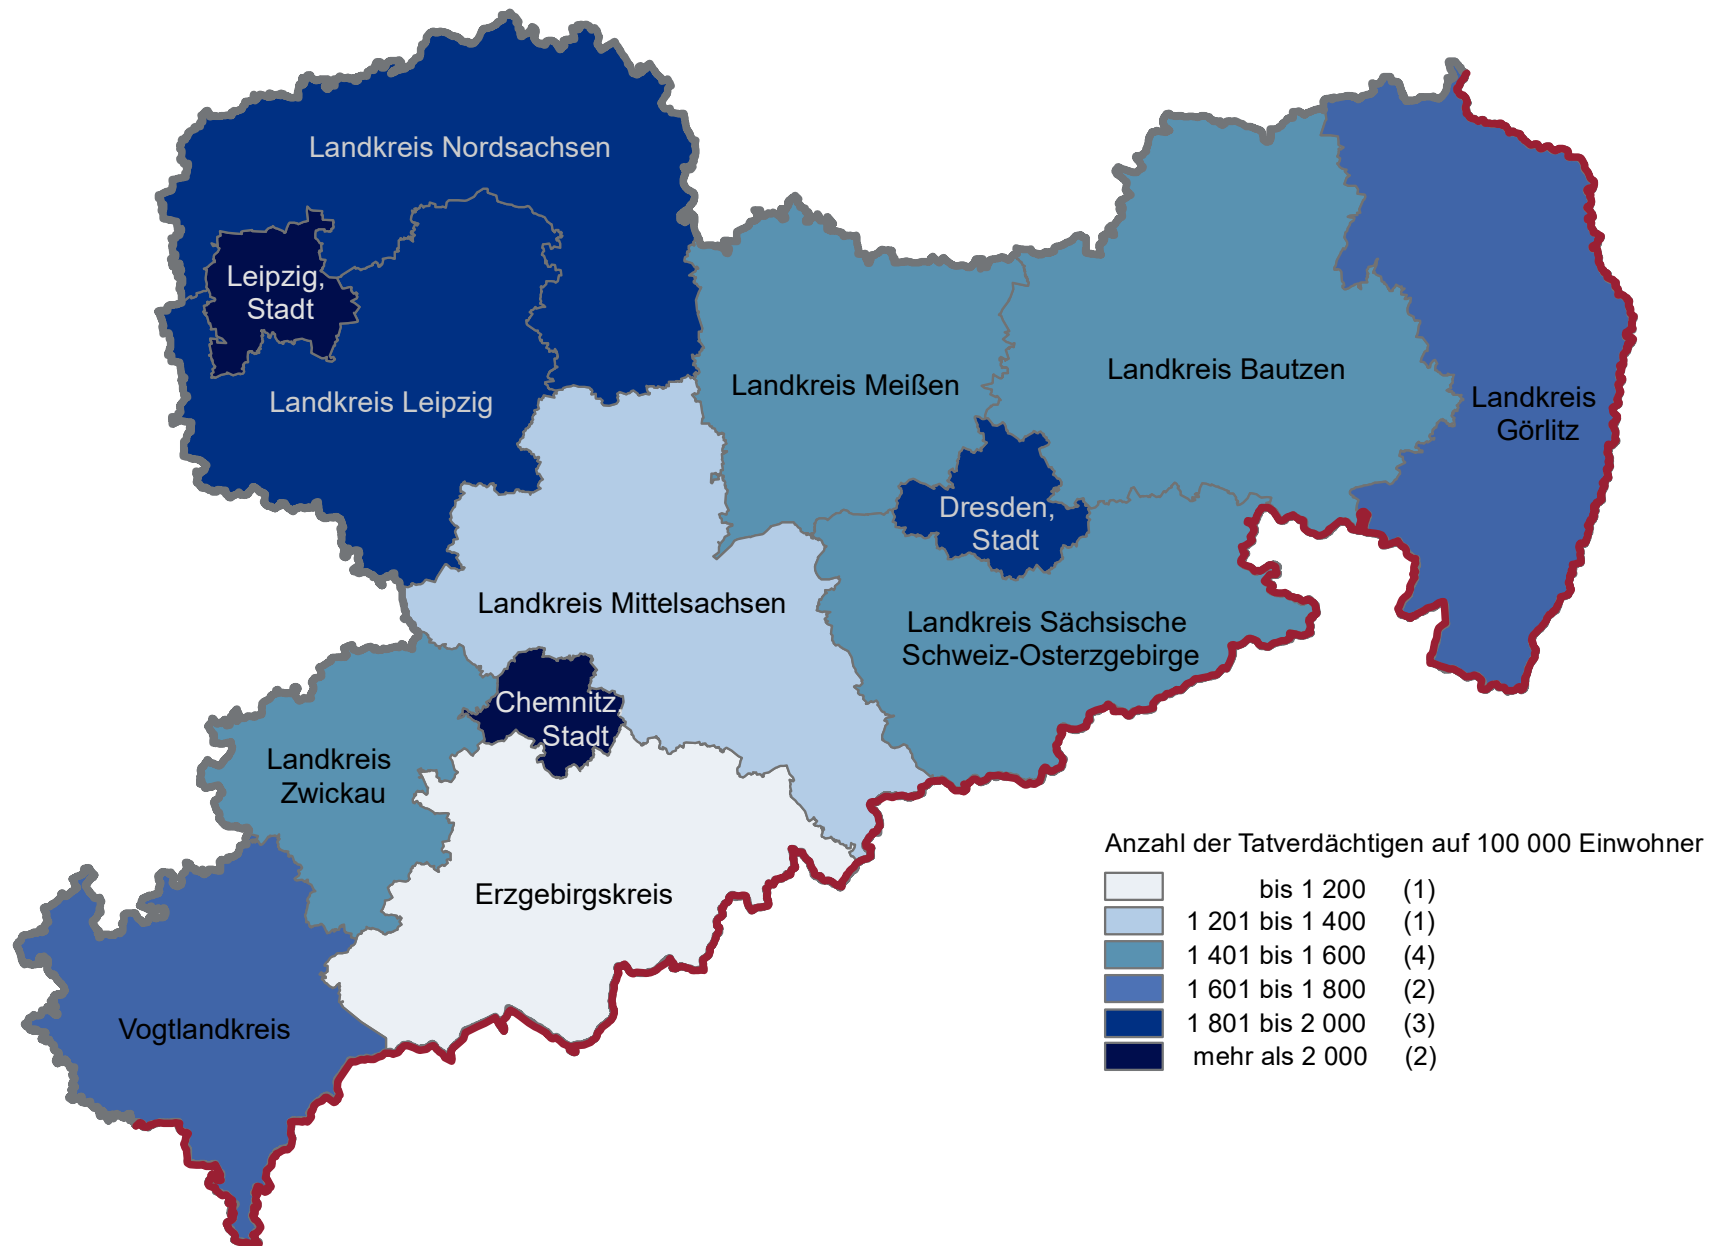 Landkreis Nordsachsen
Leipzig,
Stadt
Landkreis Leipzig
Landkreis Meißen
Landkreis Bautzen
Landkreis
Görlitz
Dresden,
Stadt
Landkreis Mittelsachsen
Landkreis Sächsische
Schweiz-Osterzgebirge
Chemnitz,
Stadt
Landkreis
Zwickau
Erzgebirgskreis
Vogtlandkreis
Anzahl der Tatverdächtigen auf 100 000 Einwohner
bis 1 200 (1)
1 201 bis 1 400 (1)
1 401 bis 1 600 (4)
1 601 bis 1 800 (2)
1 801 bis 2 000 (3)
mehr als 2 000 (2)